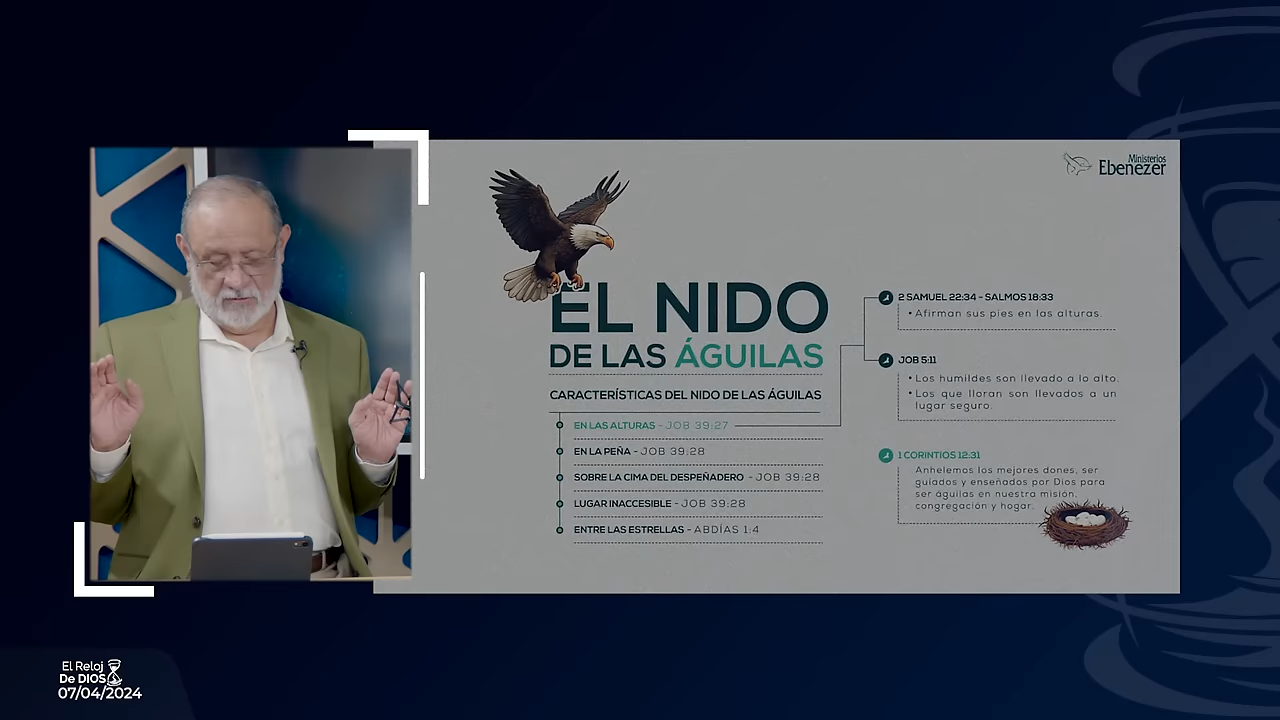 Ministerios
Ebenezer
EL NIDO
DE LAS ÁGUILAS
CARACTERÍSTICAS DEL NIDO DE LAS ÁGUILAS
EN LAS ALTURAS - JOB 39:27
EN LA PEÑA - JOB 39:28
SOBRE LA CIMA DEL DESPEÑADERO - JOB 39:28
LUGAR INACCESIBLE - JOB 39:28
ENTRE LAS ESTRELLAS - ABDÍAS 1:4
2 SAMUEL 22:34 - SALMOS 18:33
• Afirman sus pies en las alturas.
JOB 5:11
• Los humildes son llevado a lo alto.
• Los que lloran son llevados a un
lugar seguro.
1 CORINTIOS 12:31
Anhelemos los mejores dones, ser
guiados y enseñados por Dios para
ser águilas en nuestra misión,
congregación y hogar.
El Reloj
De DIOS
07/04/2024